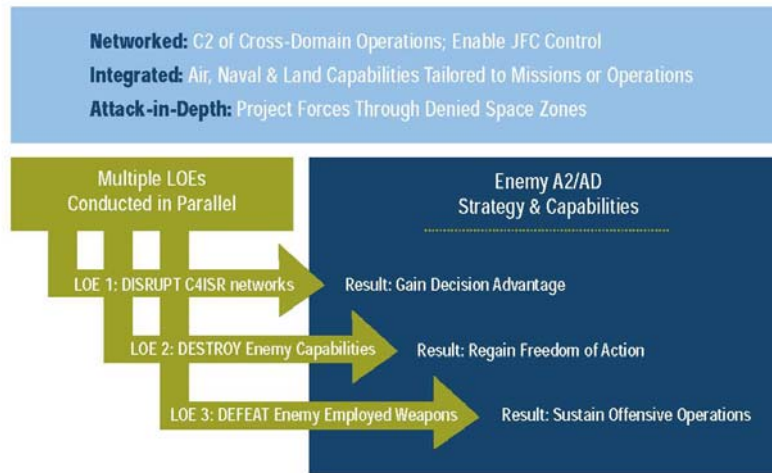 Networked: C2 of Cross-Domain Operations; Enable JFC Control
Integrated: Air, Naval & Land Capabilities Tailored to Missions or Operations
Attack-in-Depth: Project Forces Through Denied Space Zones
Multiple LOEs
Conducted in Parallel
Enemy A2/AD
Strategy & Capabilities
LOE 1: DISRUPT C4ISR networks
Result: Gain Decision Advantage
LOE 2: DESTROY Enemy Capabilities
Result: Regain Freedom of Action
LOE 3: DEFEAT Enemy Employed Weapons
Result: Sustain Offensive Operations